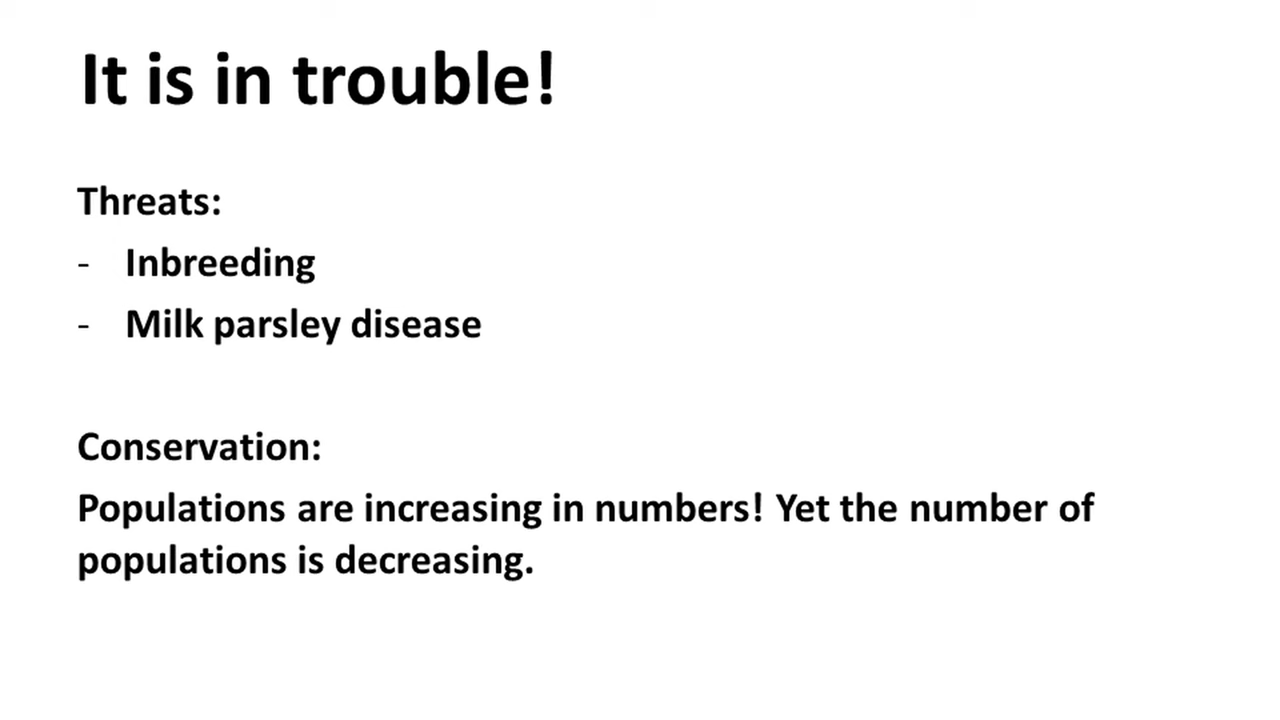 It is in trouble!
Threats:
- Inbreeding
- Milk parsley disease
Conservation:
Populations are increasing in numbers! Yet the number of
populations is decreasing.